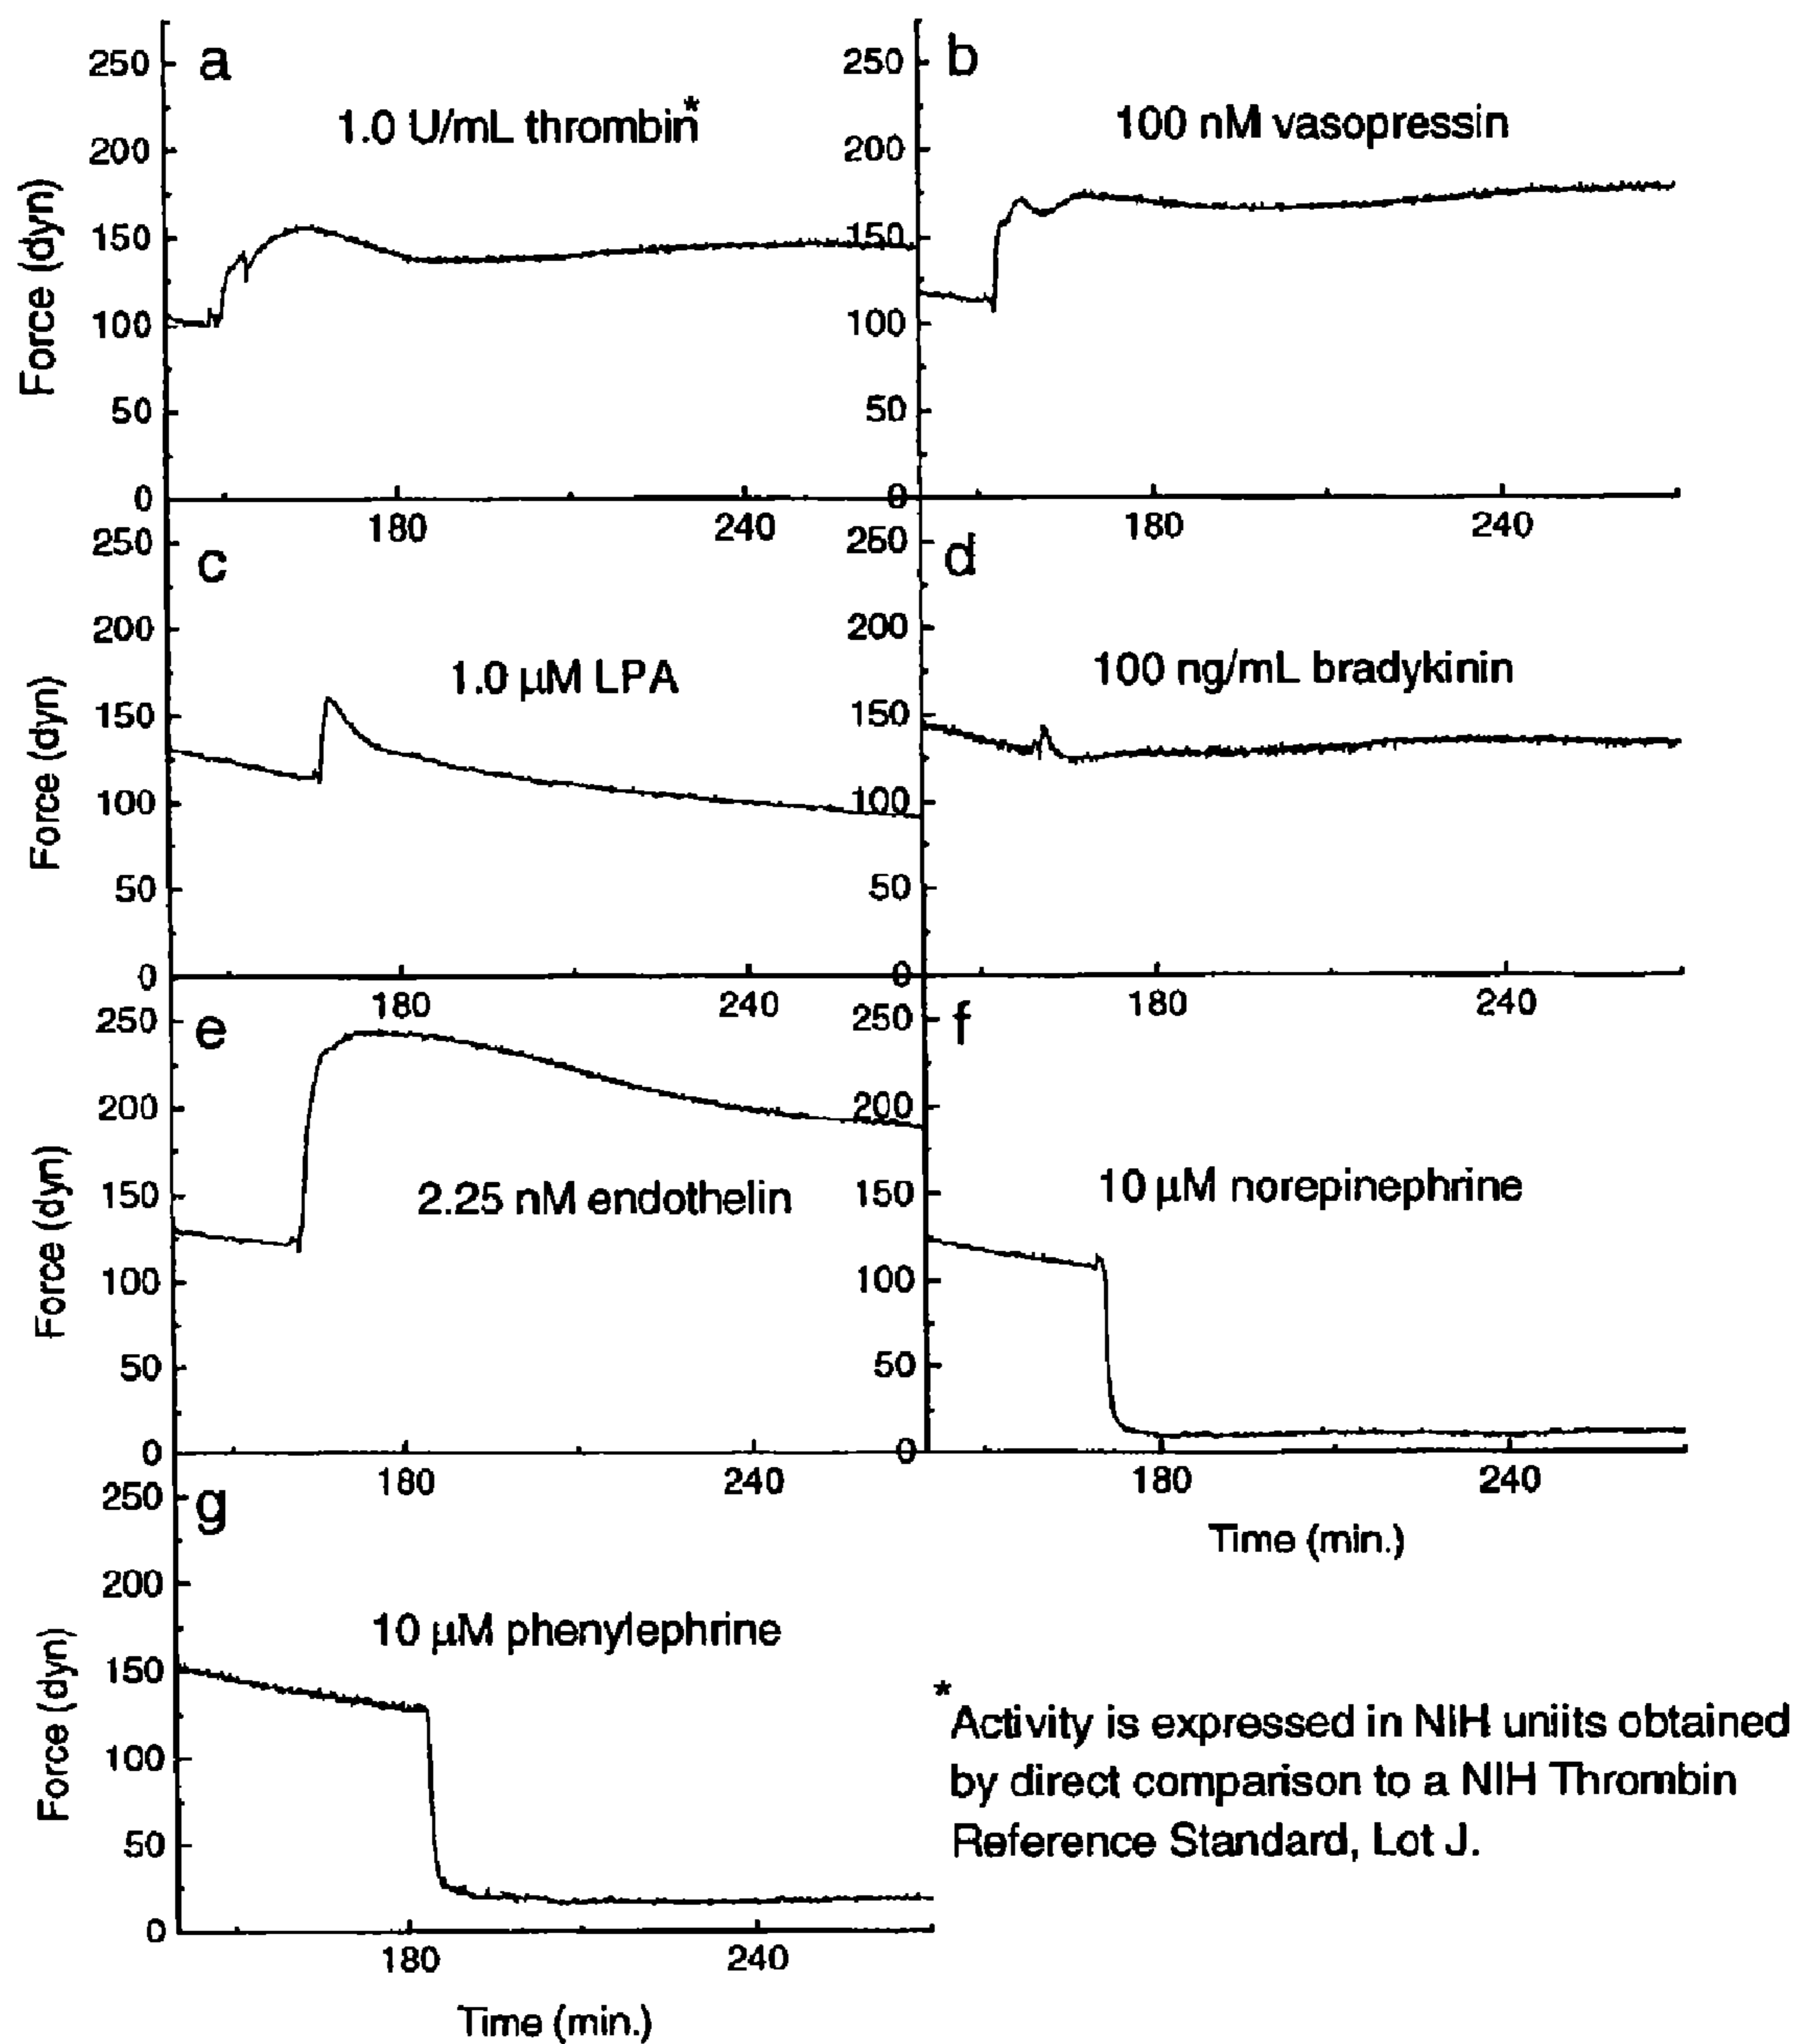 a
1.0 U/mL thrombin*
Force (dyn)
250
200
150
100
50
0
180
240
b
100 nM vasopressin
250
200
150
100
50
0
180
240
c
1.0 µM LPA
Force (dyn)
250
200
150
100
50
0
180
240
d
100 ng/mL bradykinin
250
200
150
100
50
0
180
240
e
2.25 nM endothelin
Force (dyn)
250
200
150
100
50
0
180
240
f
10 µM norepinephrine
250
200
150
100
50
0
180
240
Time (min.)
g
10 µM phenylephrine
Force (dyn)
250
200
150
100
50
0
180
240
Time (min.)
*Activity is expressed in NIH uniits obtained
by direct comparison to a NIH Thrombin
Reference Standard, Lot J.